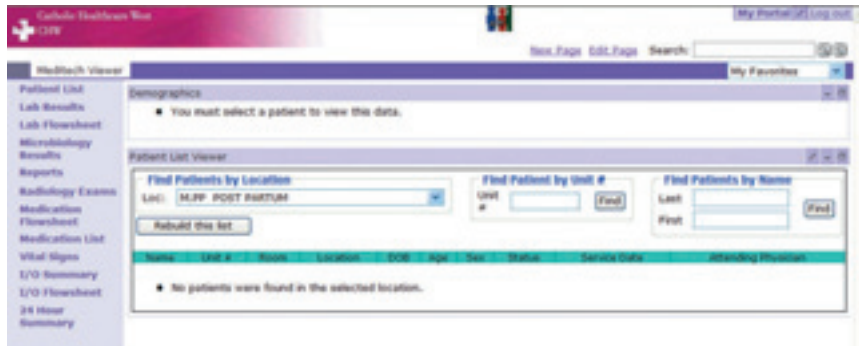 Catholic Healthcare West
CHW
My Portal Log out
New Page Edit Page Search:
Meditech Viewer
My Favorites
Patient List
Lab Results
Lab Flowsheet
Microbiology
Results
Reports
Radiology Exams
Medication
Flowsheet
Medication List
Vital Signs
I/O Summary
I/O Flowsheet
24 Hour
Summary
Demographics
You must select a patient to view this data.
Patient List Viewer
Find Patients by Location
Loc: M.PP POST PARTUM
Rebuild this list
Find Patient by Unit #
Unit
#
Find
Find Patients by Name
Last
First
Find
Name Unit # Room Location DOB Age Sex Status Service Date Attending Physician
No patients were found in the selected location.